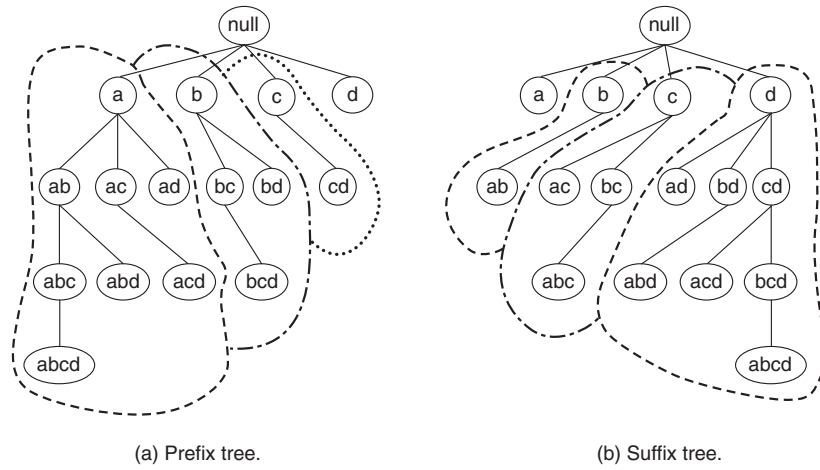 null
a
b
c
d
ab
ac
ad
bc
bd
cd
abc
abd
acd
bcd
abcd
(a) Prefix tree.
null
a
b
c
d
ab
ac
bc
ad
bd
cd
abc
abd
acd
bcd
abcd
(b) Suffix tree.